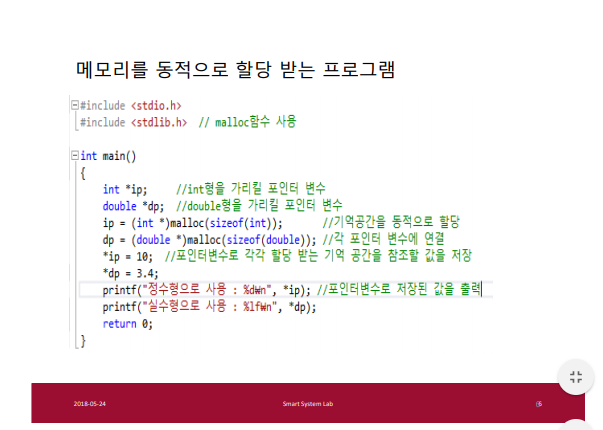 메모리를 동적으로 할당 받는 프로그램
#include <stdio.h>
#include <stdlib.h> // malloc함수 사용
int main()
{
int *ip; //int형을 가리킬 포인터 변수
double *dp; //double형을 가리킬 포인터 변수
ip = (int *)malloc(sizeof(int)); //기억공간을 동적으로 할당
dp = (double *)malloc(sizeof(double)); //각 포인터 변수에 연결
*ip = 10; //포인터변수로 각각 할당 받는 기억 공간을 참조할 값을 저장
*dp = 3.4;
printf("정수형으로 사용 : %d₩n", *ip); //포인터변수로 저장된 값을 출력
printf("실수형으로 사용 : %lf₩n", *dp);
return 0;
}
2018-05-24 Smart System Lab